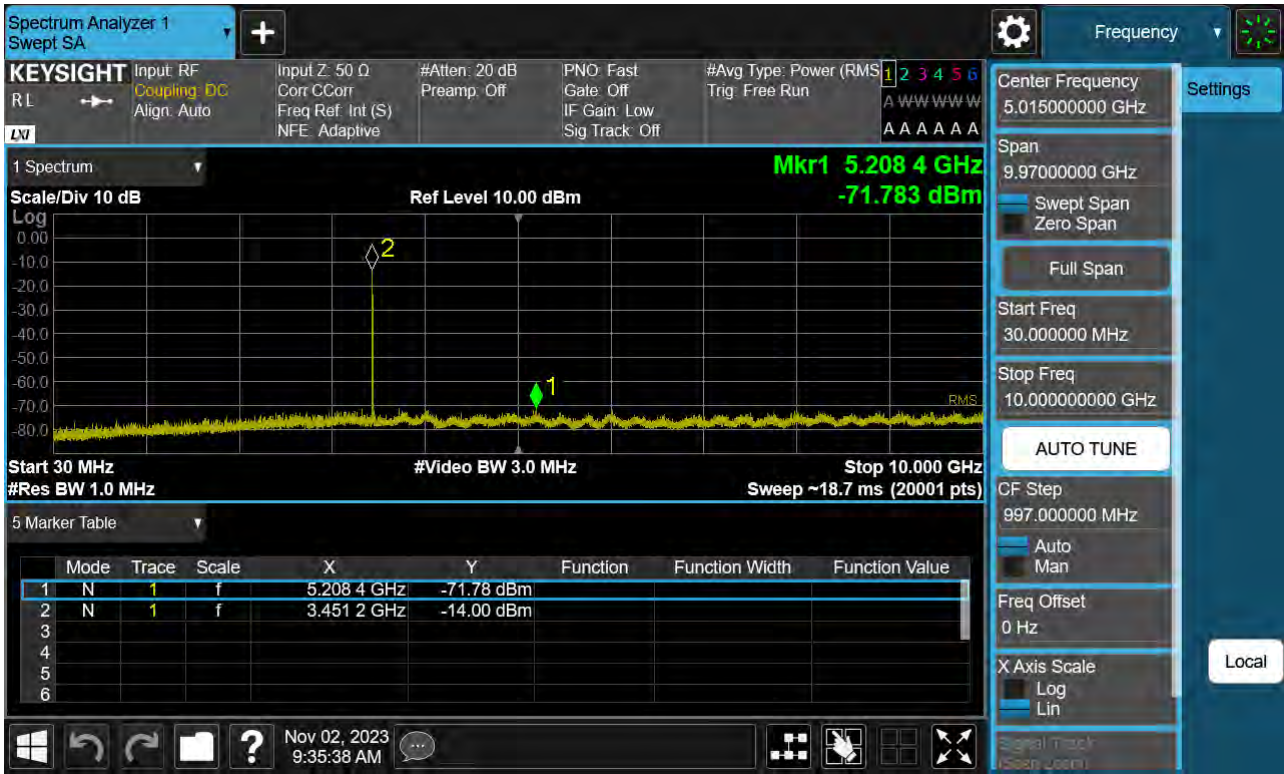 Spectrum Analyzer 1
Swept SA
+
Frequency
KEYSIGHT
RL
LXI
Input: RF
Coupling: DC
Align: Auto
Input Z: 50 Ω
Corr CCorr
Freq Ref: Int (S)
NFE: Adaptive
#Atten: 20 dB
Preamp: Off
PNO: Fast
Gate: Off
IF Gain: Low
Sig Track: Off
#Avg Type: Power (RMS
Trig: Free Run
1 2 3 4 5 6
A W W W W W
A A A A A A
1 Spectrum
Mkr1 5.208 4 GHz
Scale/Div 10 dB
Ref Level 10.00 dBm
-71.783 dBm
Log
0.00
-10.0
-20.0
-30.0
-40.0
-50.0
-60.0
-70.0
-80.0
2
1
RMS
Start 30 MHz
#Video BW 3.0 MHz
Stop 10.000 GHz
#Res BW 1.0 MHz
Sweep ~18.7 ms (20001 pts)
5 Marker Table
Mode Trace Scale X Y Function Function Width Function Value
1 N 1 f 5.208 4 GHz -71.78 dBm
2 N 1 f 3.451 2 GHz -14.00 dBm
3
4
5
6
Nov 02, 2023
9:35:38 AM
Center Frequency
5.015000000 GHz
Span
9.97000000 GHz
Swept Span
Zero Span
Full Span
Start Freq
30.000000 MHz
Stop Freq
10.000000000 GHz
AUTO TUNE
CF Step
997.000000 MHz
Auto
Man
Freq Offset
0 Hz
X Axis Scale
Log
Lin
Signal Track
(Span Zoom)
Settings
Local